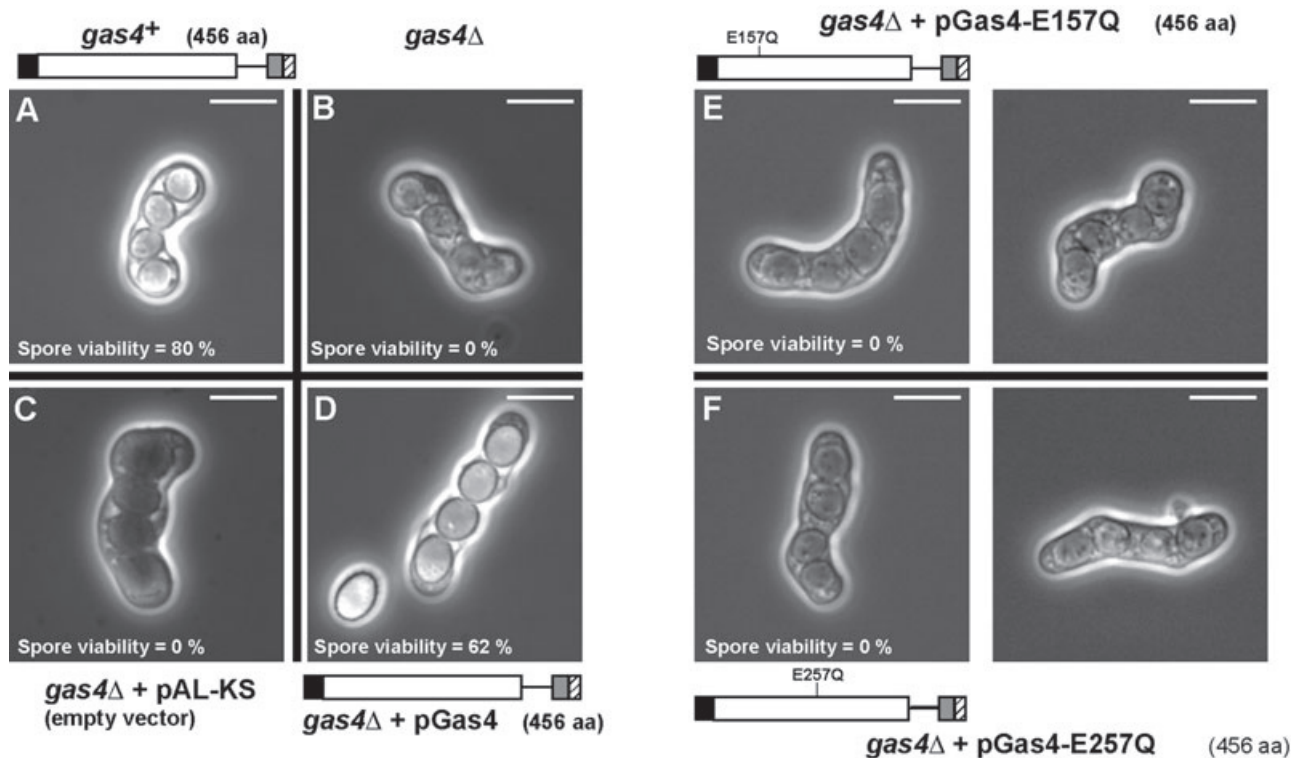 gas4+ (456 aa)
gas4Δ
A
Spore viability = 80 %
B
Spore viability = 0 %
C
Spore viability = 0 %
gas4Δ + pAL-KS
(empty vector)
D
Spore viability = 62 %
gas4Δ + pGas4 (456 aa)
gas4Δ + pGas4-E157Q (456 aa)
E157Q
E
Spore viability = 0 %
F
Spore viability = 0 %
E257Q
gas4Δ + pGas4-E257Q (456 aa)